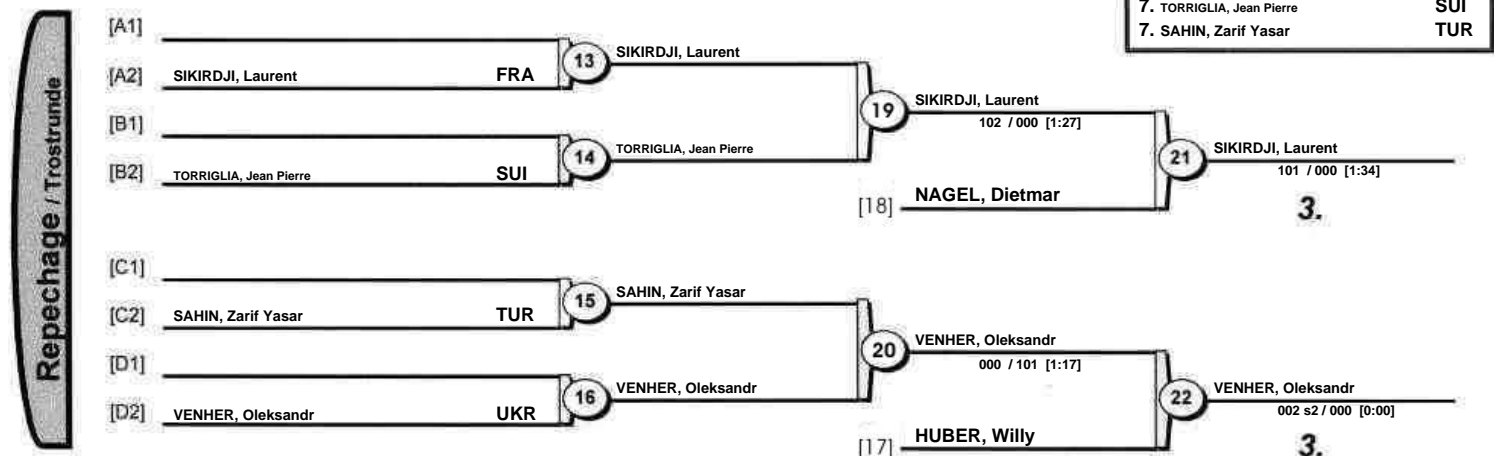 7. TORRIGLIA, Jean Pierre SUI
7. SAHIN, Zarif Yasar TUR
Repechage / Trostrunde
[A1]
13 SIKIRDJI, Laurent
[A2] SIKIRDJI, Laurent FRA
19 SIKIRDJI, Laurent
102 / 000 [1:27]
[B1]
14 TORRIGLIA, Jean Pierre
[B2] TORRIGLIA, Jean Pierre SUI
21 SIKIRDJI, Laurent
101 / 000 [1:34]
[18] NAGEL, Dietmar
3.
[C1]
15 SAHIN, Zarif Yasar
[C2] SAHIN, Zarif Yasar TUR
20 VENHER, Oleksandr
000 / 101 [1:17]
[D1]
16 VENHER, Oleksandr
[D2] VENHER, Oleksandr UKR
22 VENHER, Oleksandr
002 s2 / 000 [0:00]
[17] HUBER, Willy
3.